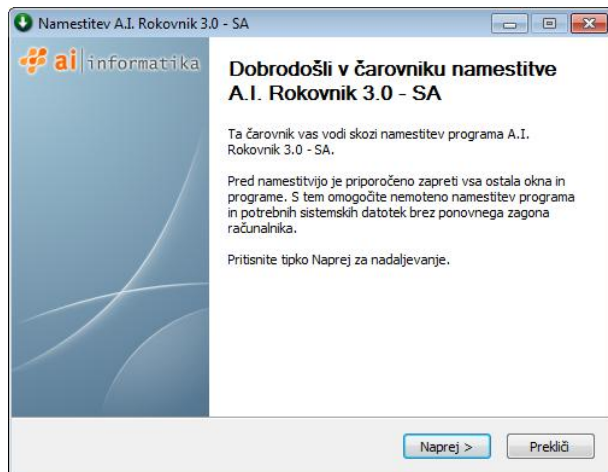 Namestitev A.I. Rokovnik 3.0 - SA
ai informatika
Dobrodošli v čarovniku namestitve
A.I. Rokovnik 3.0 - SA
Ta čarovnik vas vodi skozi namestitev programa A.I.
Rokovnik 3.0 - SA.
Pred namestitvijo je priporočeno zapreti vsa ostala okna in
programe. S tem omogočite nemoteno namestitev programa
in potrebnih sistemskih datotek brez ponovnega zagona
računalnika.
Pritisnite tipko Naprej za nadaljevanje.
Naprej >
Prekliči